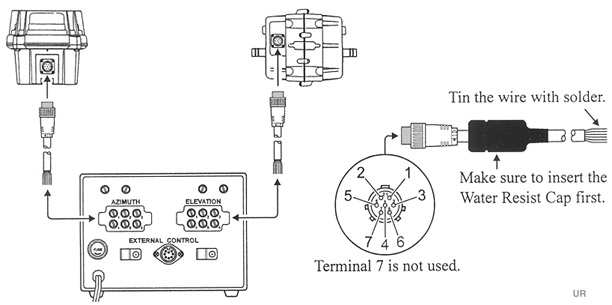 Tin the wire with solder.
Make sure to insert the
Water Resist Cap first.
2 1
5 3
7 4 6
Terminal 7 is not used.
AZIMUTH ELEVATION
EXTERNAL CONTROL
FUSE
UR